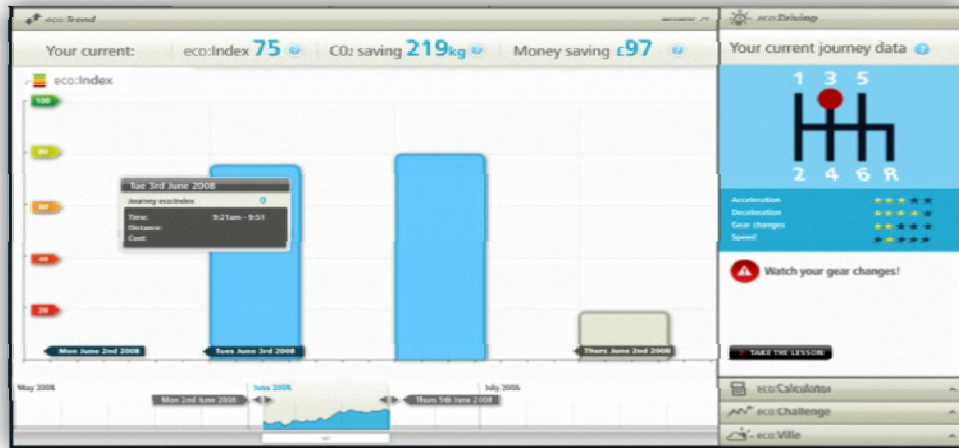 eco:Trend
Your current: eco:Index 75 CO₂ saving 219kg Money saving £97
eco:Index
100
80
60
40
20
Tue 3rd June 2008
Journey eco:Index 0
Time: 9:21am - 9:51
Distance:
Cost:
Mon June 2nd 2008
Tues June 3rd 2008
Thurs June 2nd 2008
May 2008
June 2008
July 2008
Mon 2nd June 2008
Thurs 5th June 2008
eco:Driving
Your current journey data
1 3 5
2 4 6 R
Acceleration
Deceleration
Gear changes
Speed
Watch your gear changes!
TAKE THE LESSON
eco:Calculator
eco:Challenge
eco:Ville